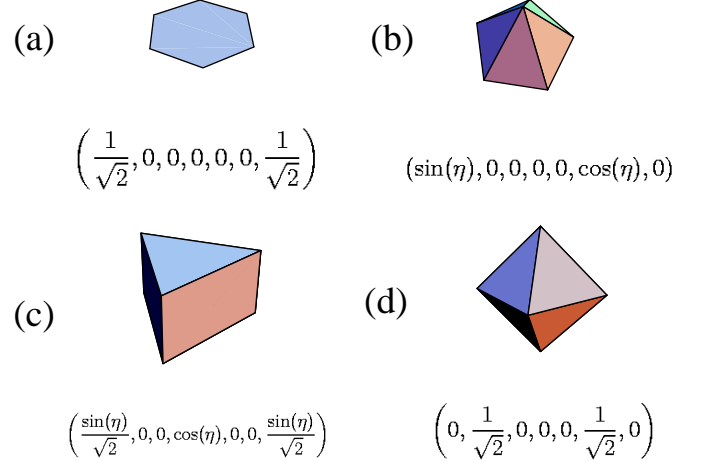 (a) (b)
(1/√2, 0, 0, 0, 0, 0, 1/√2) (sin(η), 0, 0, 0, 0, cos(η), 0)
(c) (d)
(sin(η)/√2, 0, 0, cos(η), 0, 0, sin(η)/√2) (0, 1/√2, 0, 0, 0, 1/√2, 0)